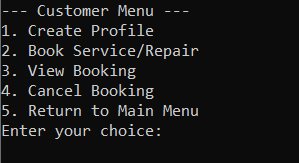 --- Customer Menu ---
1. Create Profile
2. Book Service/Repair
3. View Booking
4. Cancel Booking
5. Return to Main Menu
Enter your choice: